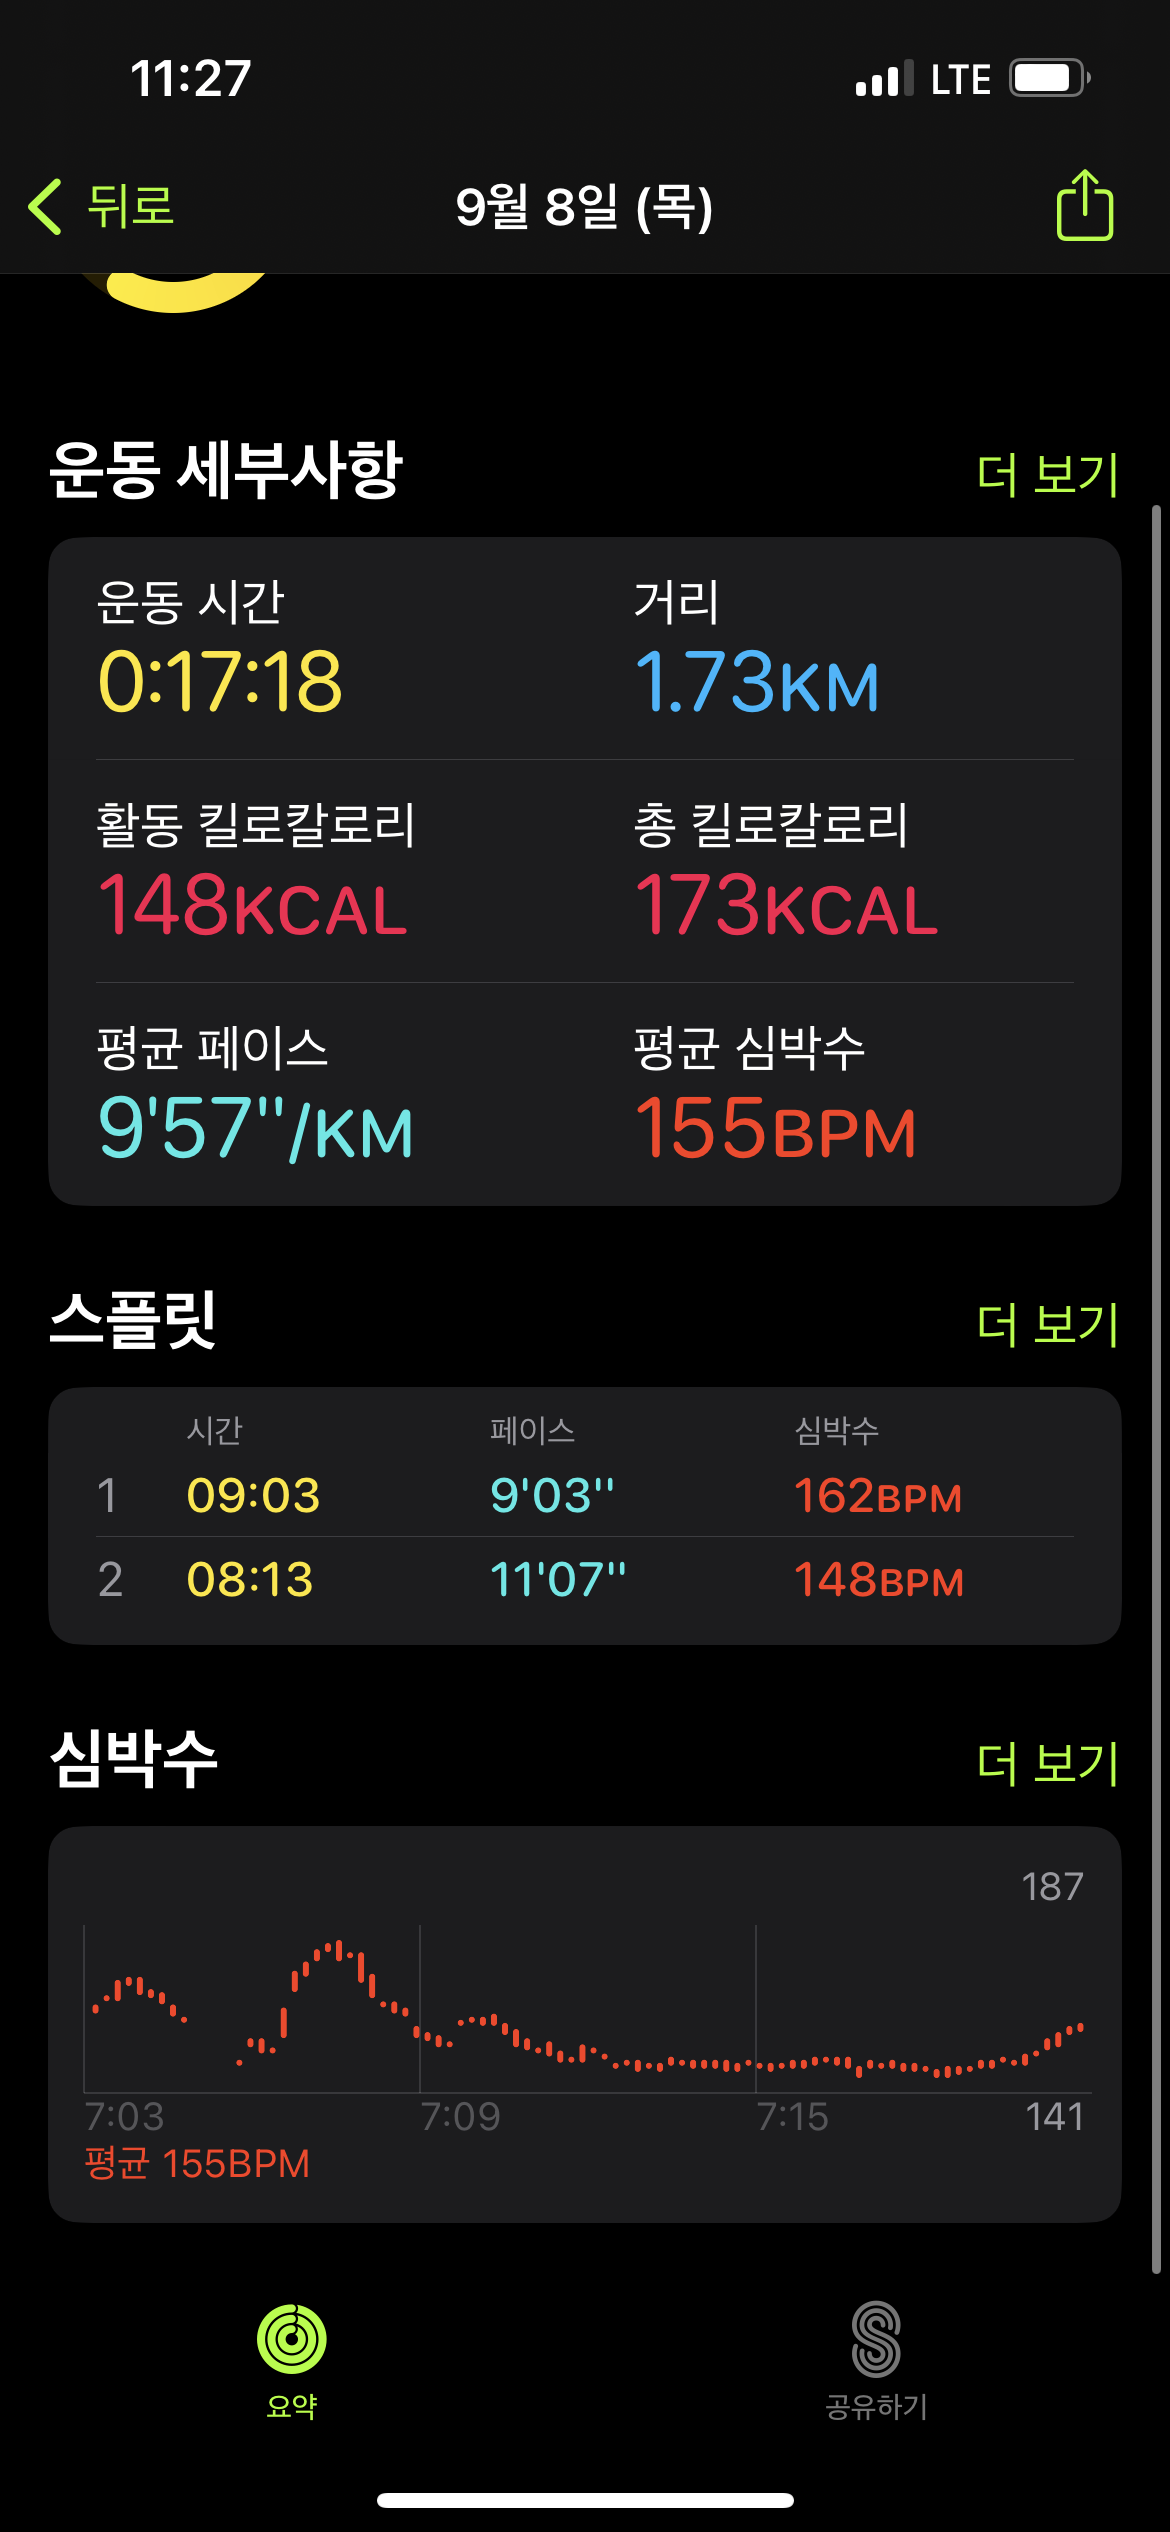 11:27 LTE
뒤로 9월 8일 (목)
운동 세부사항 더 보기
운동 시간 거리
0:17:18 1.73KM
활동 킬로칼로리 총 킬로칼로리
148KCAL 173KCAL
평균 페이스 평균 심박수
9'57"/KM 155BPM
스플릿 더 보기
시간 페이스 심박수
1 09:03 9'03'' 162BPM
2 08:13 11'07'' 148BPM
심박수 더 보기
187
7:03 7:09 7:15 141
평균 155BPM
요약 공유하기